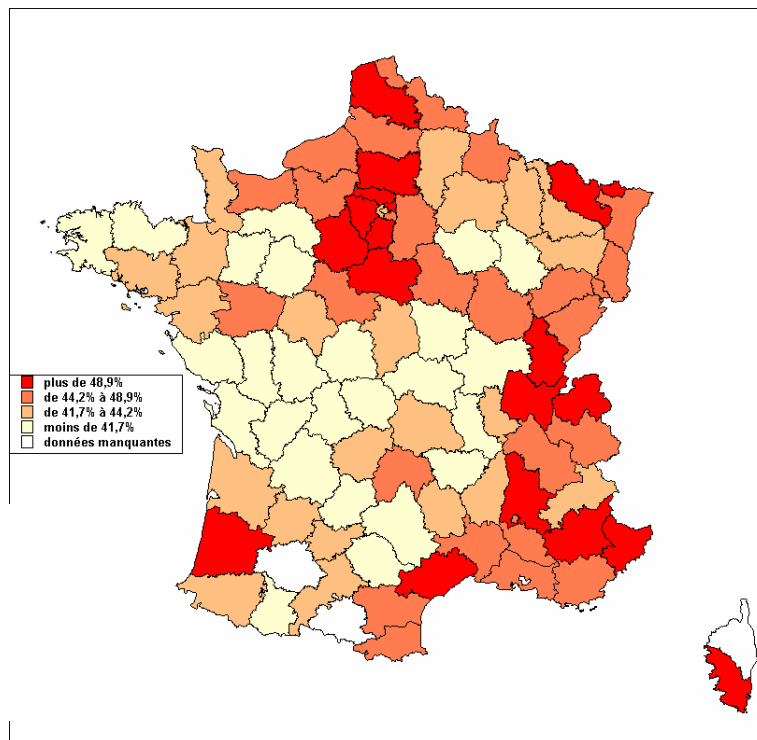 plus de 48,9%
de 44,2% à 48,9%
de 41,7% à 44,2%
moins de 41,7%
données manquantes